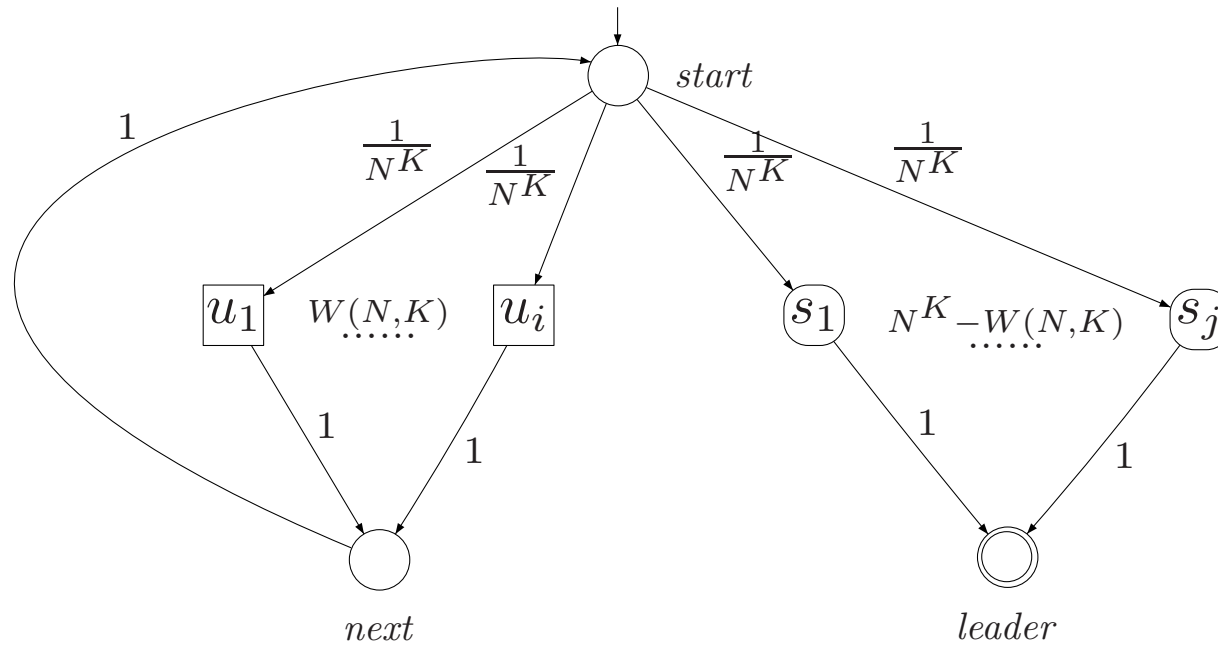 start
1
1/N^K
1/N^K
1/N^K
1/N^K
u_1
W(N,K)
......
u_i
s_1
N^K − W(N,K)
......
s_j
1
1
1
1
next
leader